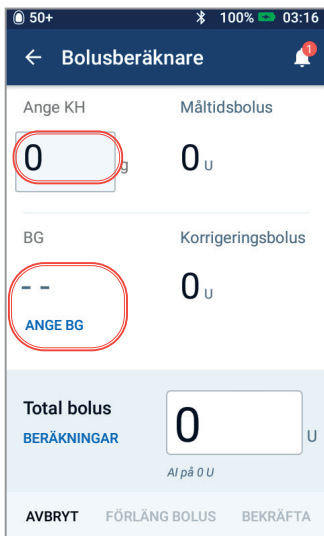 50+ 100% 03:16
Bolusberäknare 1
Ange KH Måltidsbolus
0 g 0 U
BG Korrigeringsbolus
-- 0 U
ANGE BG
Total bolus
BERÄKNINGAR 0 U
AI på 0 U
AVBRYT FÖRLÄNG BOLUS BEKRÄFTA